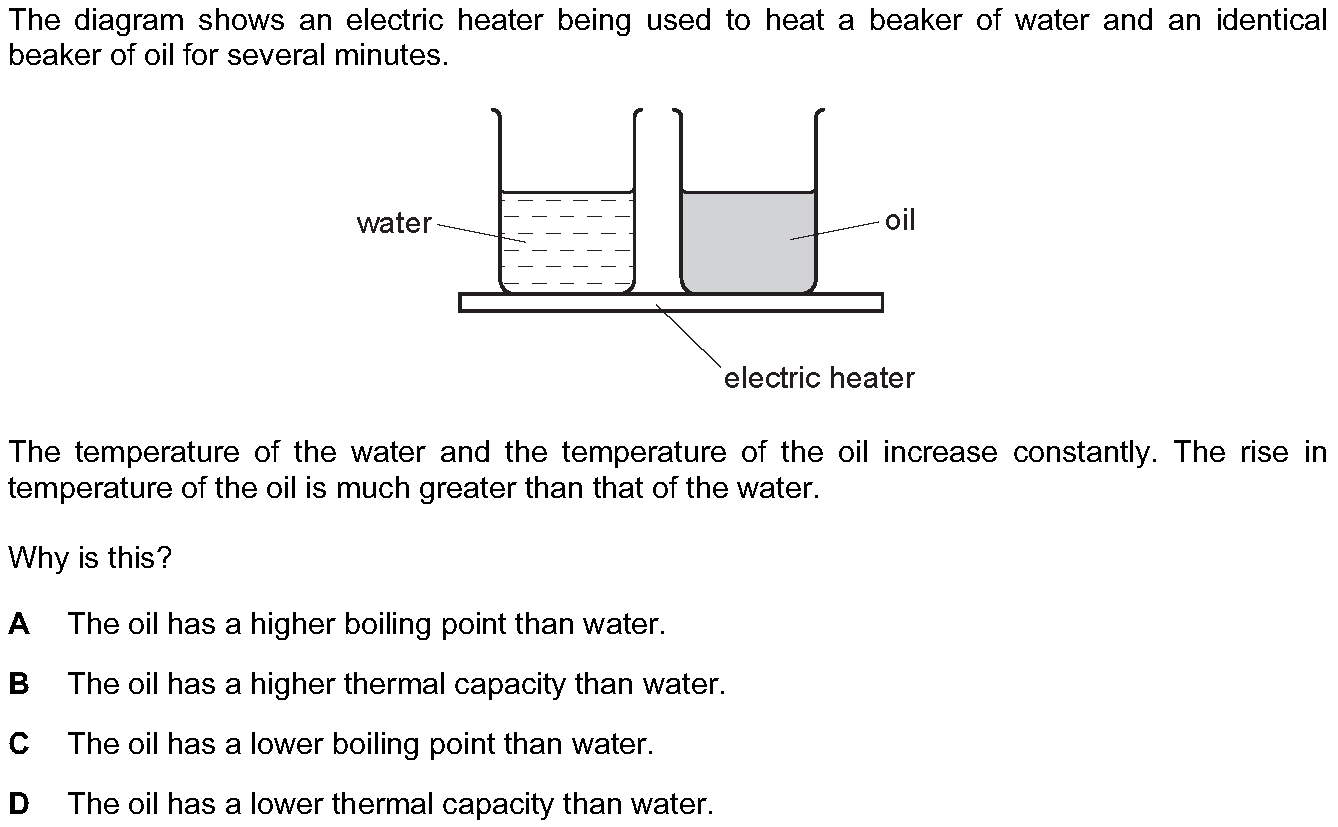 The diagram shows an electric heater being used to heat a beaker of water and an identical
beaker of oil for several minutes.
water
oil
electric heater
The temperature of the water and the temperature of the oil increase constantly. The rise in
temperature of the oil is much greater than that of the water.
Why is this?
A The oil has a higher boiling point than water.
B The oil has a higher thermal capacity than water.
C The oil has a lower boiling point than water.
D The oil has a lower thermal capacity than water.